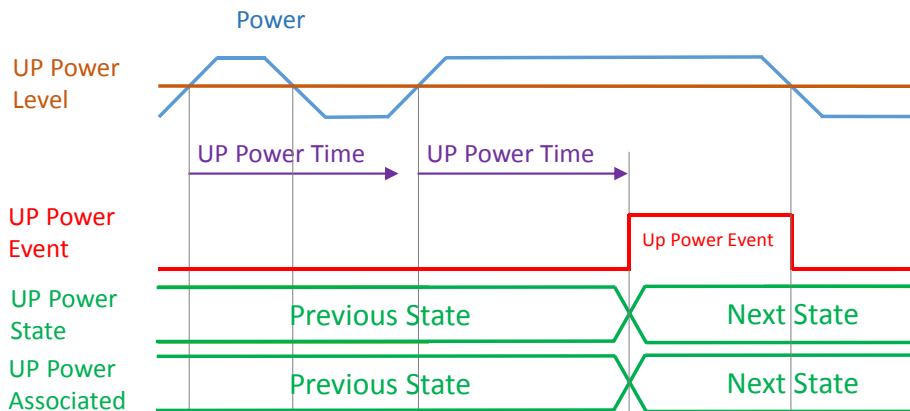 Power
UP Power
Level
UP Power Time
UP Power Time
UP Power
Event
Up Power Event
UP Power
State
Previous State
Next State
UP Power
Associated
Previous State
Next State